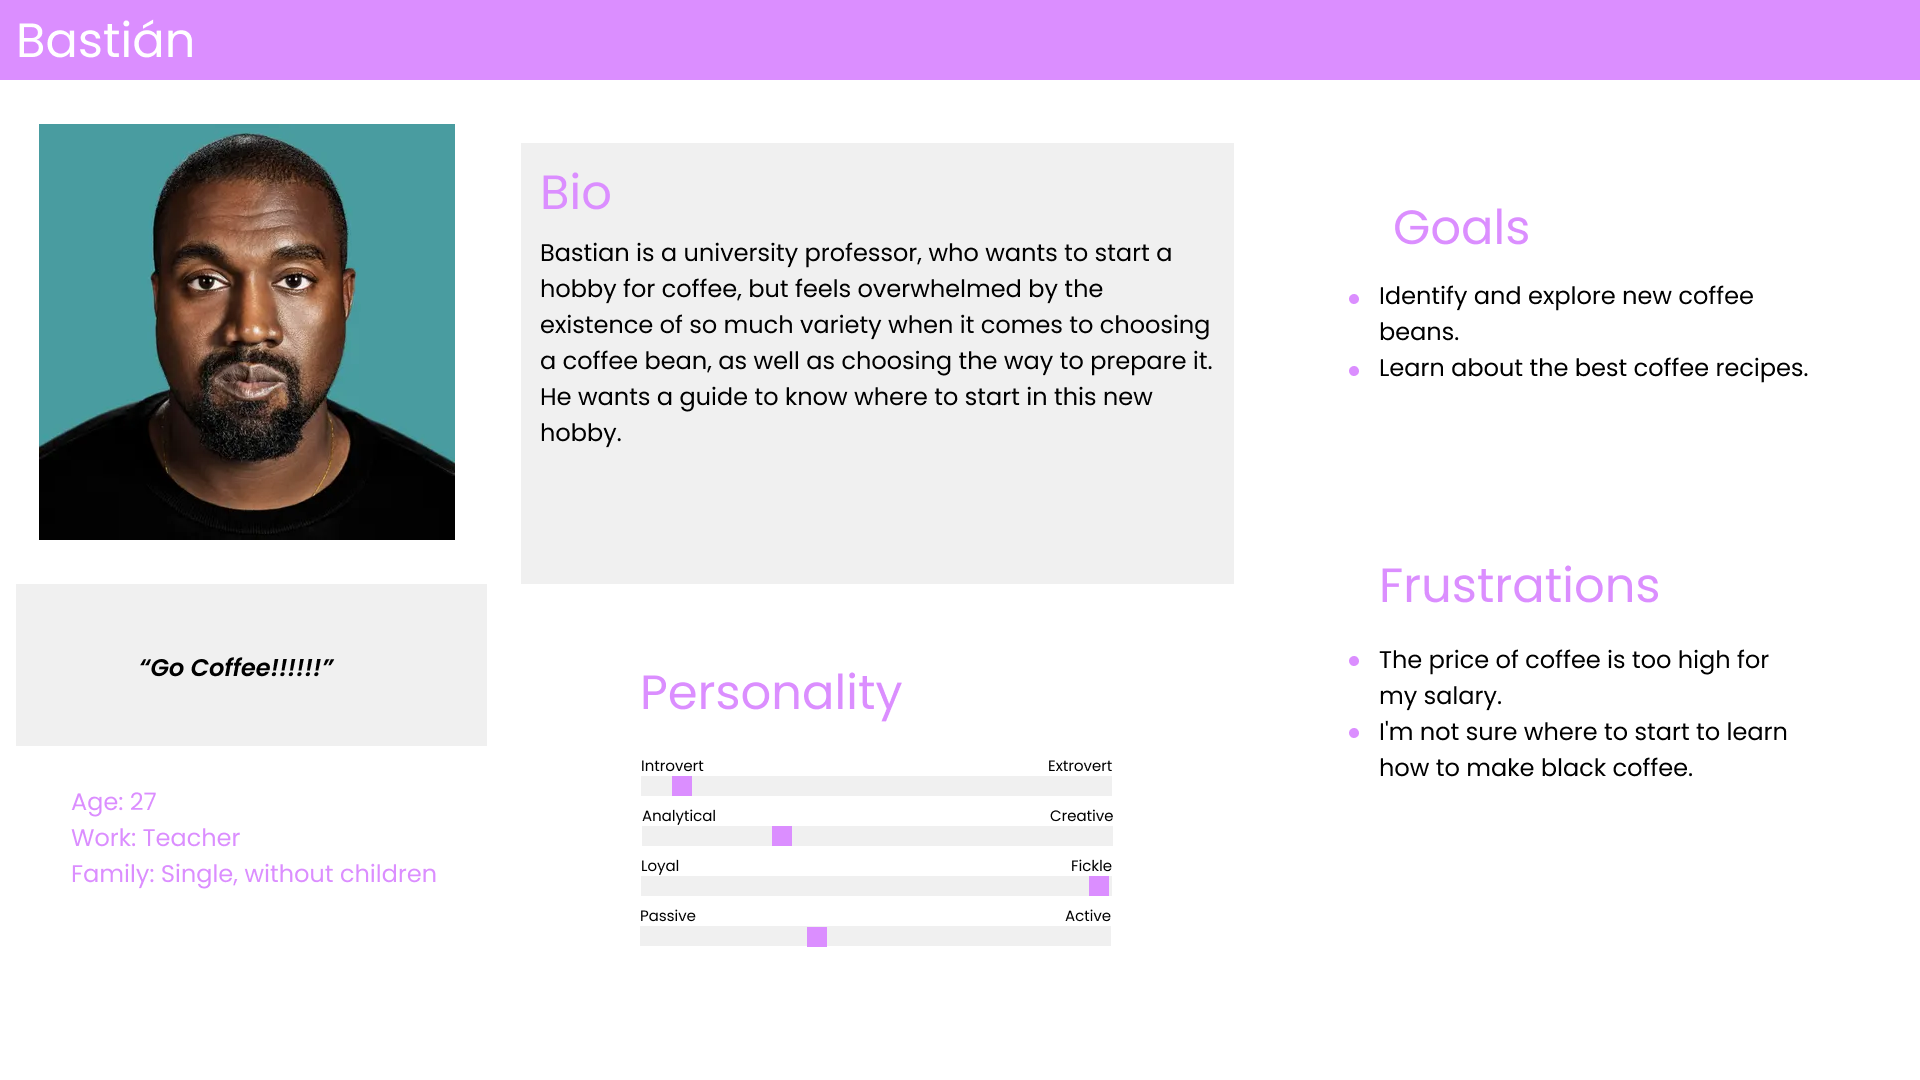 Bastián
Bio
Bastian is a university professor, who wants to start a
hobby for coffee, but feels overwhelmed by the
existence of so much variety when it comes to choosing
a coffee bean, as well as choosing the way to prepare it.
He wants a guide to know where to start in this new
hobby.
Goals
Identify and explore new coffee
beans.
Learn about the best coffee recipes.
“Go Coffee!!!!!!”
Age: 27
Work: Teacher
Family: Single, without children
Personality
Introvert Extrovert
Analytical Creative
Loyal Fickle
Passive Active
Frustrations
The price of coffee is too high for
my salary.
I'm not sure where to start to learn
how to make black coffee.